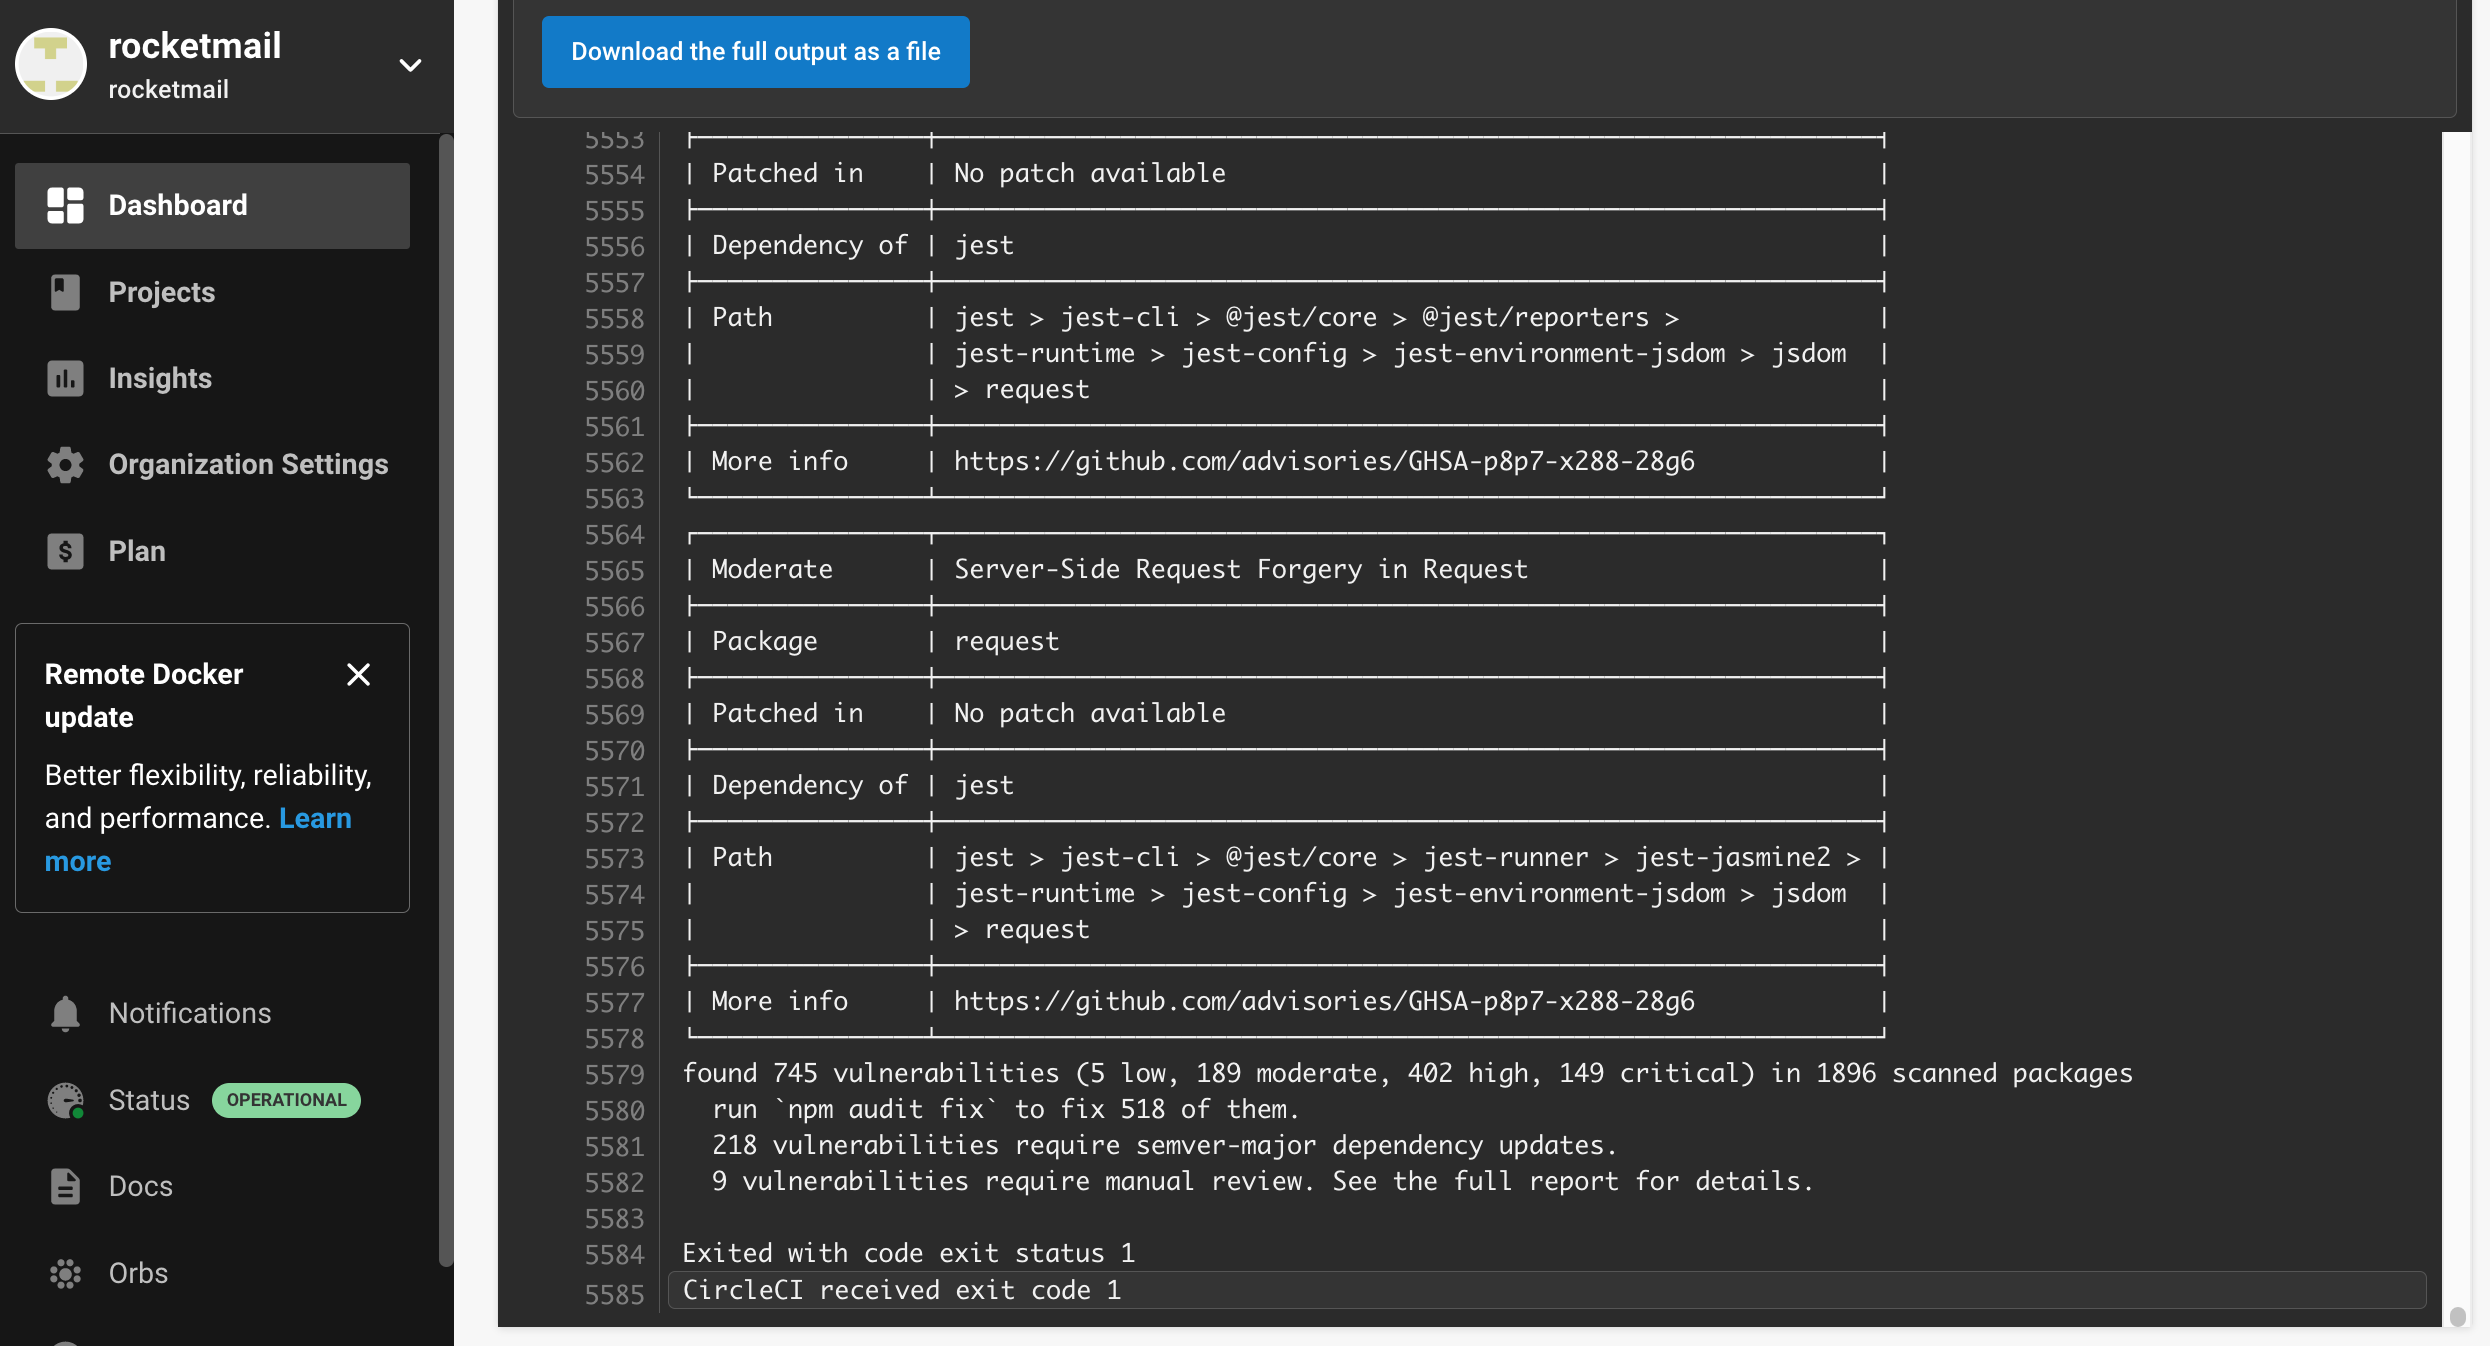 rocketmail
rocketmail
Dashboard
Projects
Insights
Organization Settings
Plan
Remote Docker
update
Better flexibility, reliability,
and performance. Learn
more
Notifications
Status OPERATIONAL
Docs
Orbs
Download the full output as a file
5553
5554 | Patched in | No patch available |
5555
5556 | Dependency of | jest |
5557
5558 | Path | jest > jest-cli > @jest/core > @jest/reporters > |
5559 | | jest-runtime > jest-config > jest-environment-jsdom > jsdom |
5560 | | > request |
5561
5562 | More info | https://github.com/advisories/GHSA-p8p7-x288-28g6 |
5563
5564
5565 | Moderate | Server-Side Request Forgery in Request |
5566
5567 | Package | request |
5568
5569 | Patched in | No patch available |
5570
5571 | Dependency of | jest |
5572
5573 | Path | jest > jest-cli > @jest/core > jest-runner > jest-jasmine2 > |
5574 | | jest-runtime > jest-config > jest-environment-jsdom > jsdom |
5575 | | > request |
5576
5577 | More info | https://github.com/advisories/GHSA-p8p7-x288-28g6 |
5578
5579 found 745 vulnerabilities (5 low, 189 moderate, 402 high, 149 critical) in 1896 scanned packages
5580 run `npm audit fix` to fix 518 of them.
5581 218 vulnerabilities require semver-major dependency updates.
5582 9 vulnerabilities require manual review. See the full report for details.
5583
5584 Exited with code exit status 1
5585 CircleCI received exit code 1